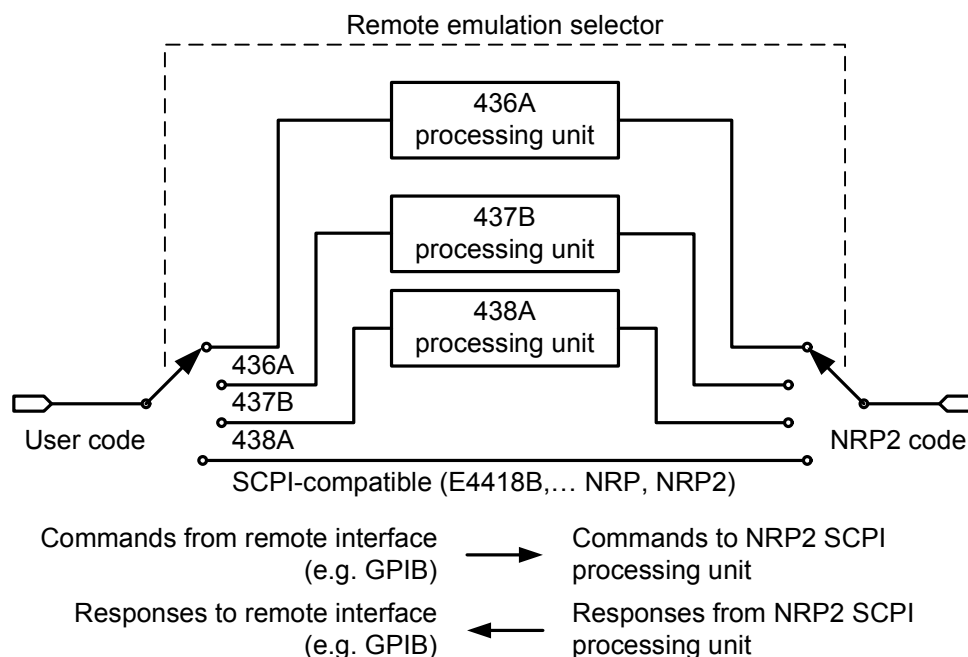 Remote emulation selector
436A
processing unit
437B
processing unit
438A
processing unit
436A
437B
438A
User code
NRP2 code
SCPI-compatible (E4418B,… NRP, NRP2)
Commands from remote interface
(e.g. GPIB)
Commands to NRP2 SCPI
processing unit
Responses to remote interface
(e.g. GPIB)
Responses from NRP2 SCPI
processing unit